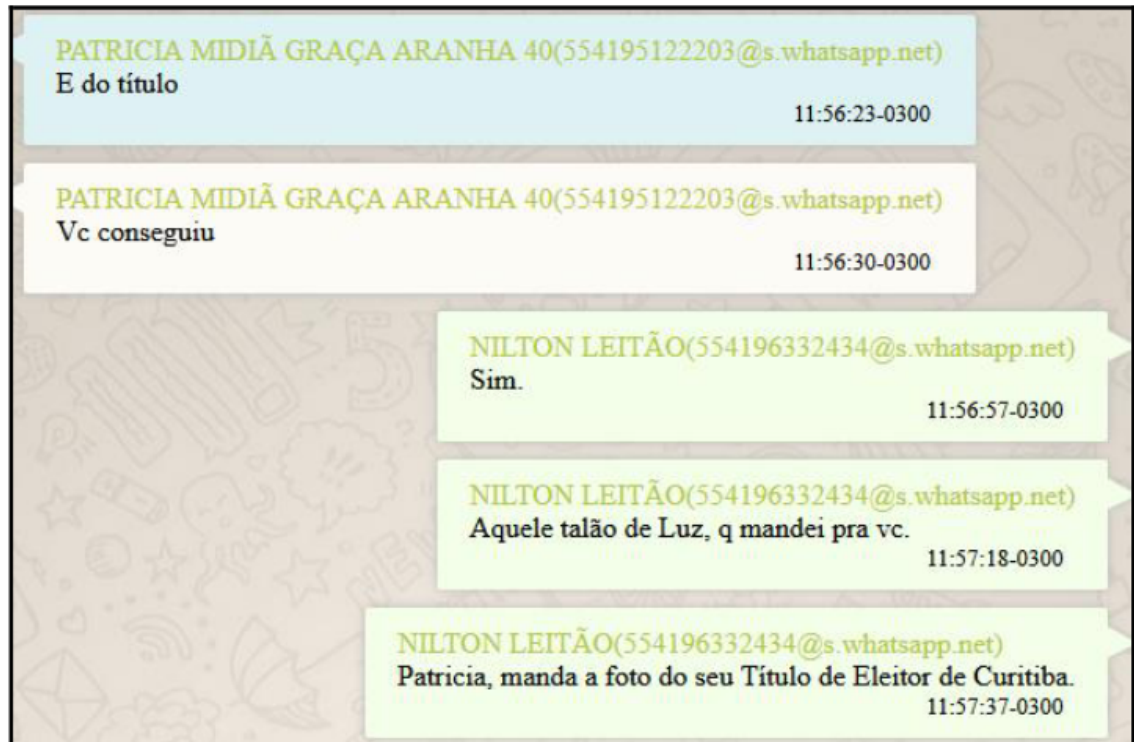 PATRICIA MIDIÃ GRAÇA ARANHA 40(554195122203@s.whatsapp.net)
E do título
11:56:23-0300
PATRICIA MIDIÃ GRAÇA ARANHA 40(554195122203@s.whatsapp.net)
Vc conseguiu
11:56:30-0300
NILTON LEITÃO(554196332434@s.whatsapp.net)
Sim.
11:56:57-0300
NILTON LEITÃO(554196332434@s.whatsapp.net)
Aquele talão de Luz, q mandei pra vc.
11:57:18-0300
NILTON LEITÃO(554196332434@s.whatsapp.net)
Patricia, manda a foto do seu Título de Eleitor de Curitiba.
11:57:37-0300